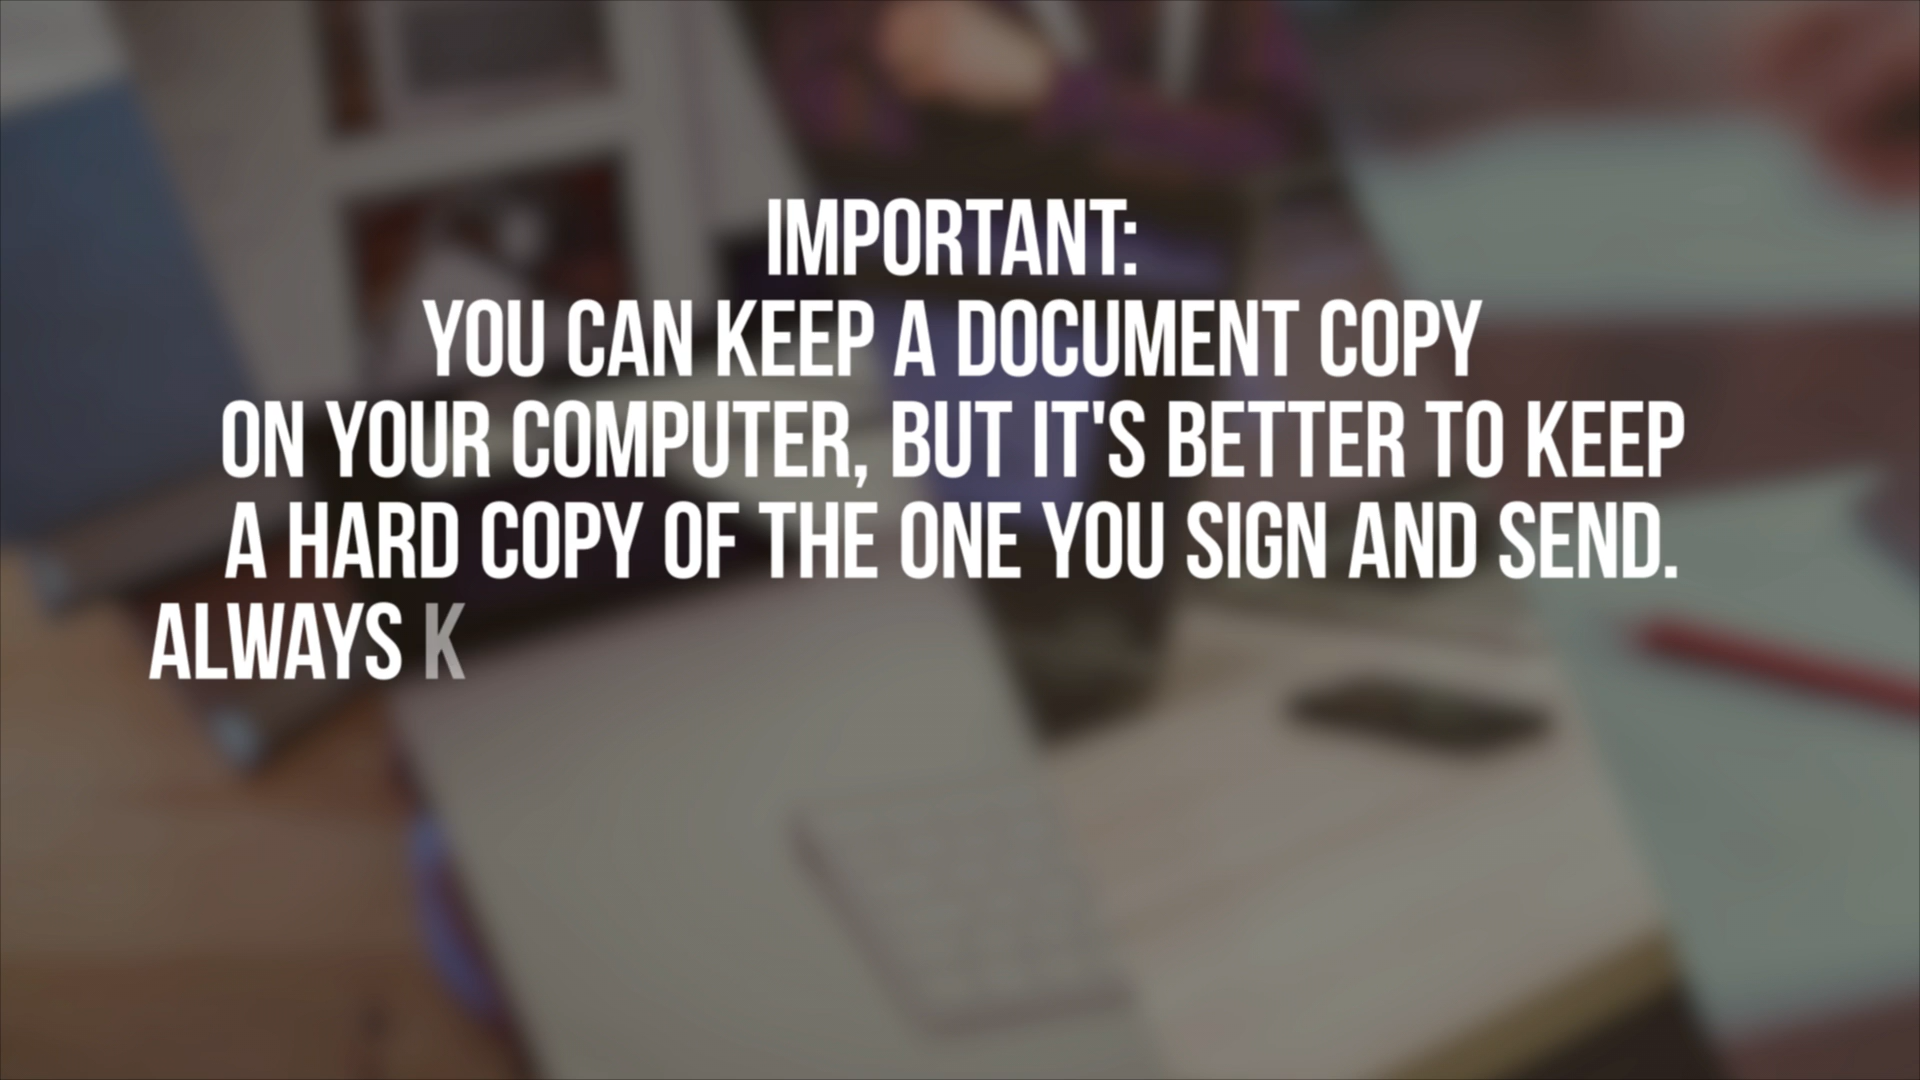 IMPORTANT:
YOU CAN KEEP A DOCUMENT COPY
ON YOUR COMPUTER, BUT IT'S BETTER TO KEEP
A HARD COPY OF THE ONE YOU SIGN AND SEND.
ALWAYS K